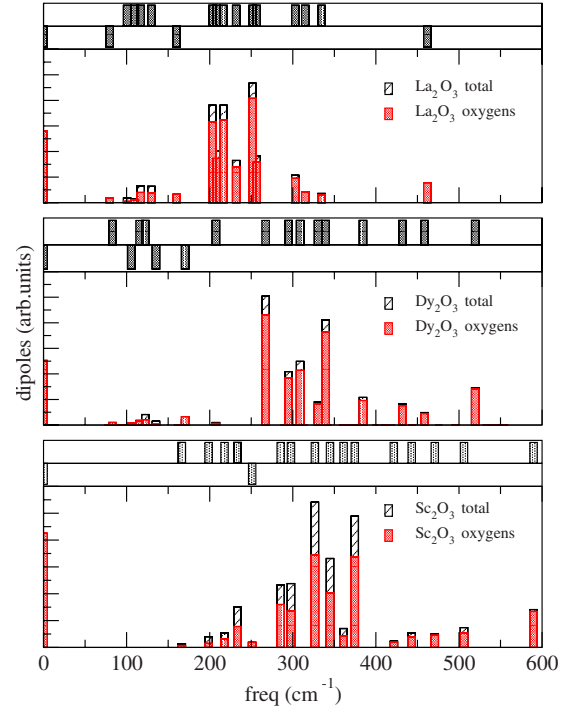 La₂O₃ total
La₂O₃ oxygens
dipoles (arb.units)
Dy₂O₃ total
Dy₂O₃ oxygens
Sc₂O₃ total
Sc₂O₃ oxygens
0 100 200 300 400 500 600
freq (cm⁻¹)